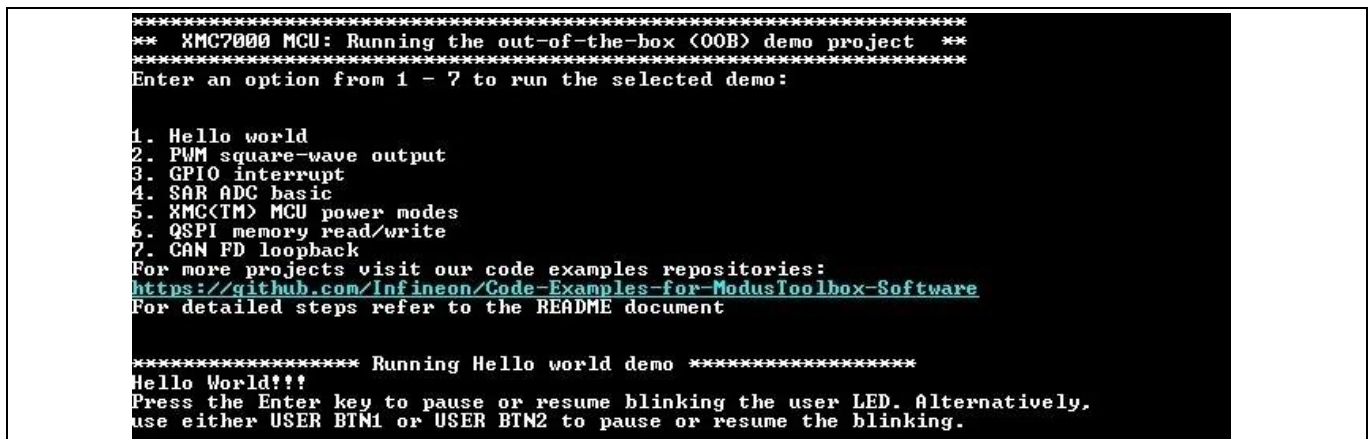 ******************************************************************
**  XMC7000 MCU: Running the out-of-the-box (OOB) demo project  **
******************************************************************
Enter an option from 1 - 7 to run the selected demo:
1. Hello world
2. PWM square-wave output
3. GPIO interrupt
4. SAR ADC basic
5. XMC(TM) MCU power modes
6. QSPI memory read/write
7. CAN FD loopback
For more projects visit our code examples repositories:
https://github.com/Infineon/Code-Examples-for-ModusToolbox-Software
For detailed steps refer to the README document
****************** Running Hello world demo ******************
Hello World!!!
Press the Enter key to pause or resume blinking the user LED. Alternatively,
use either USER BTN1 or USER BTN2 to pause or resume the blinking.